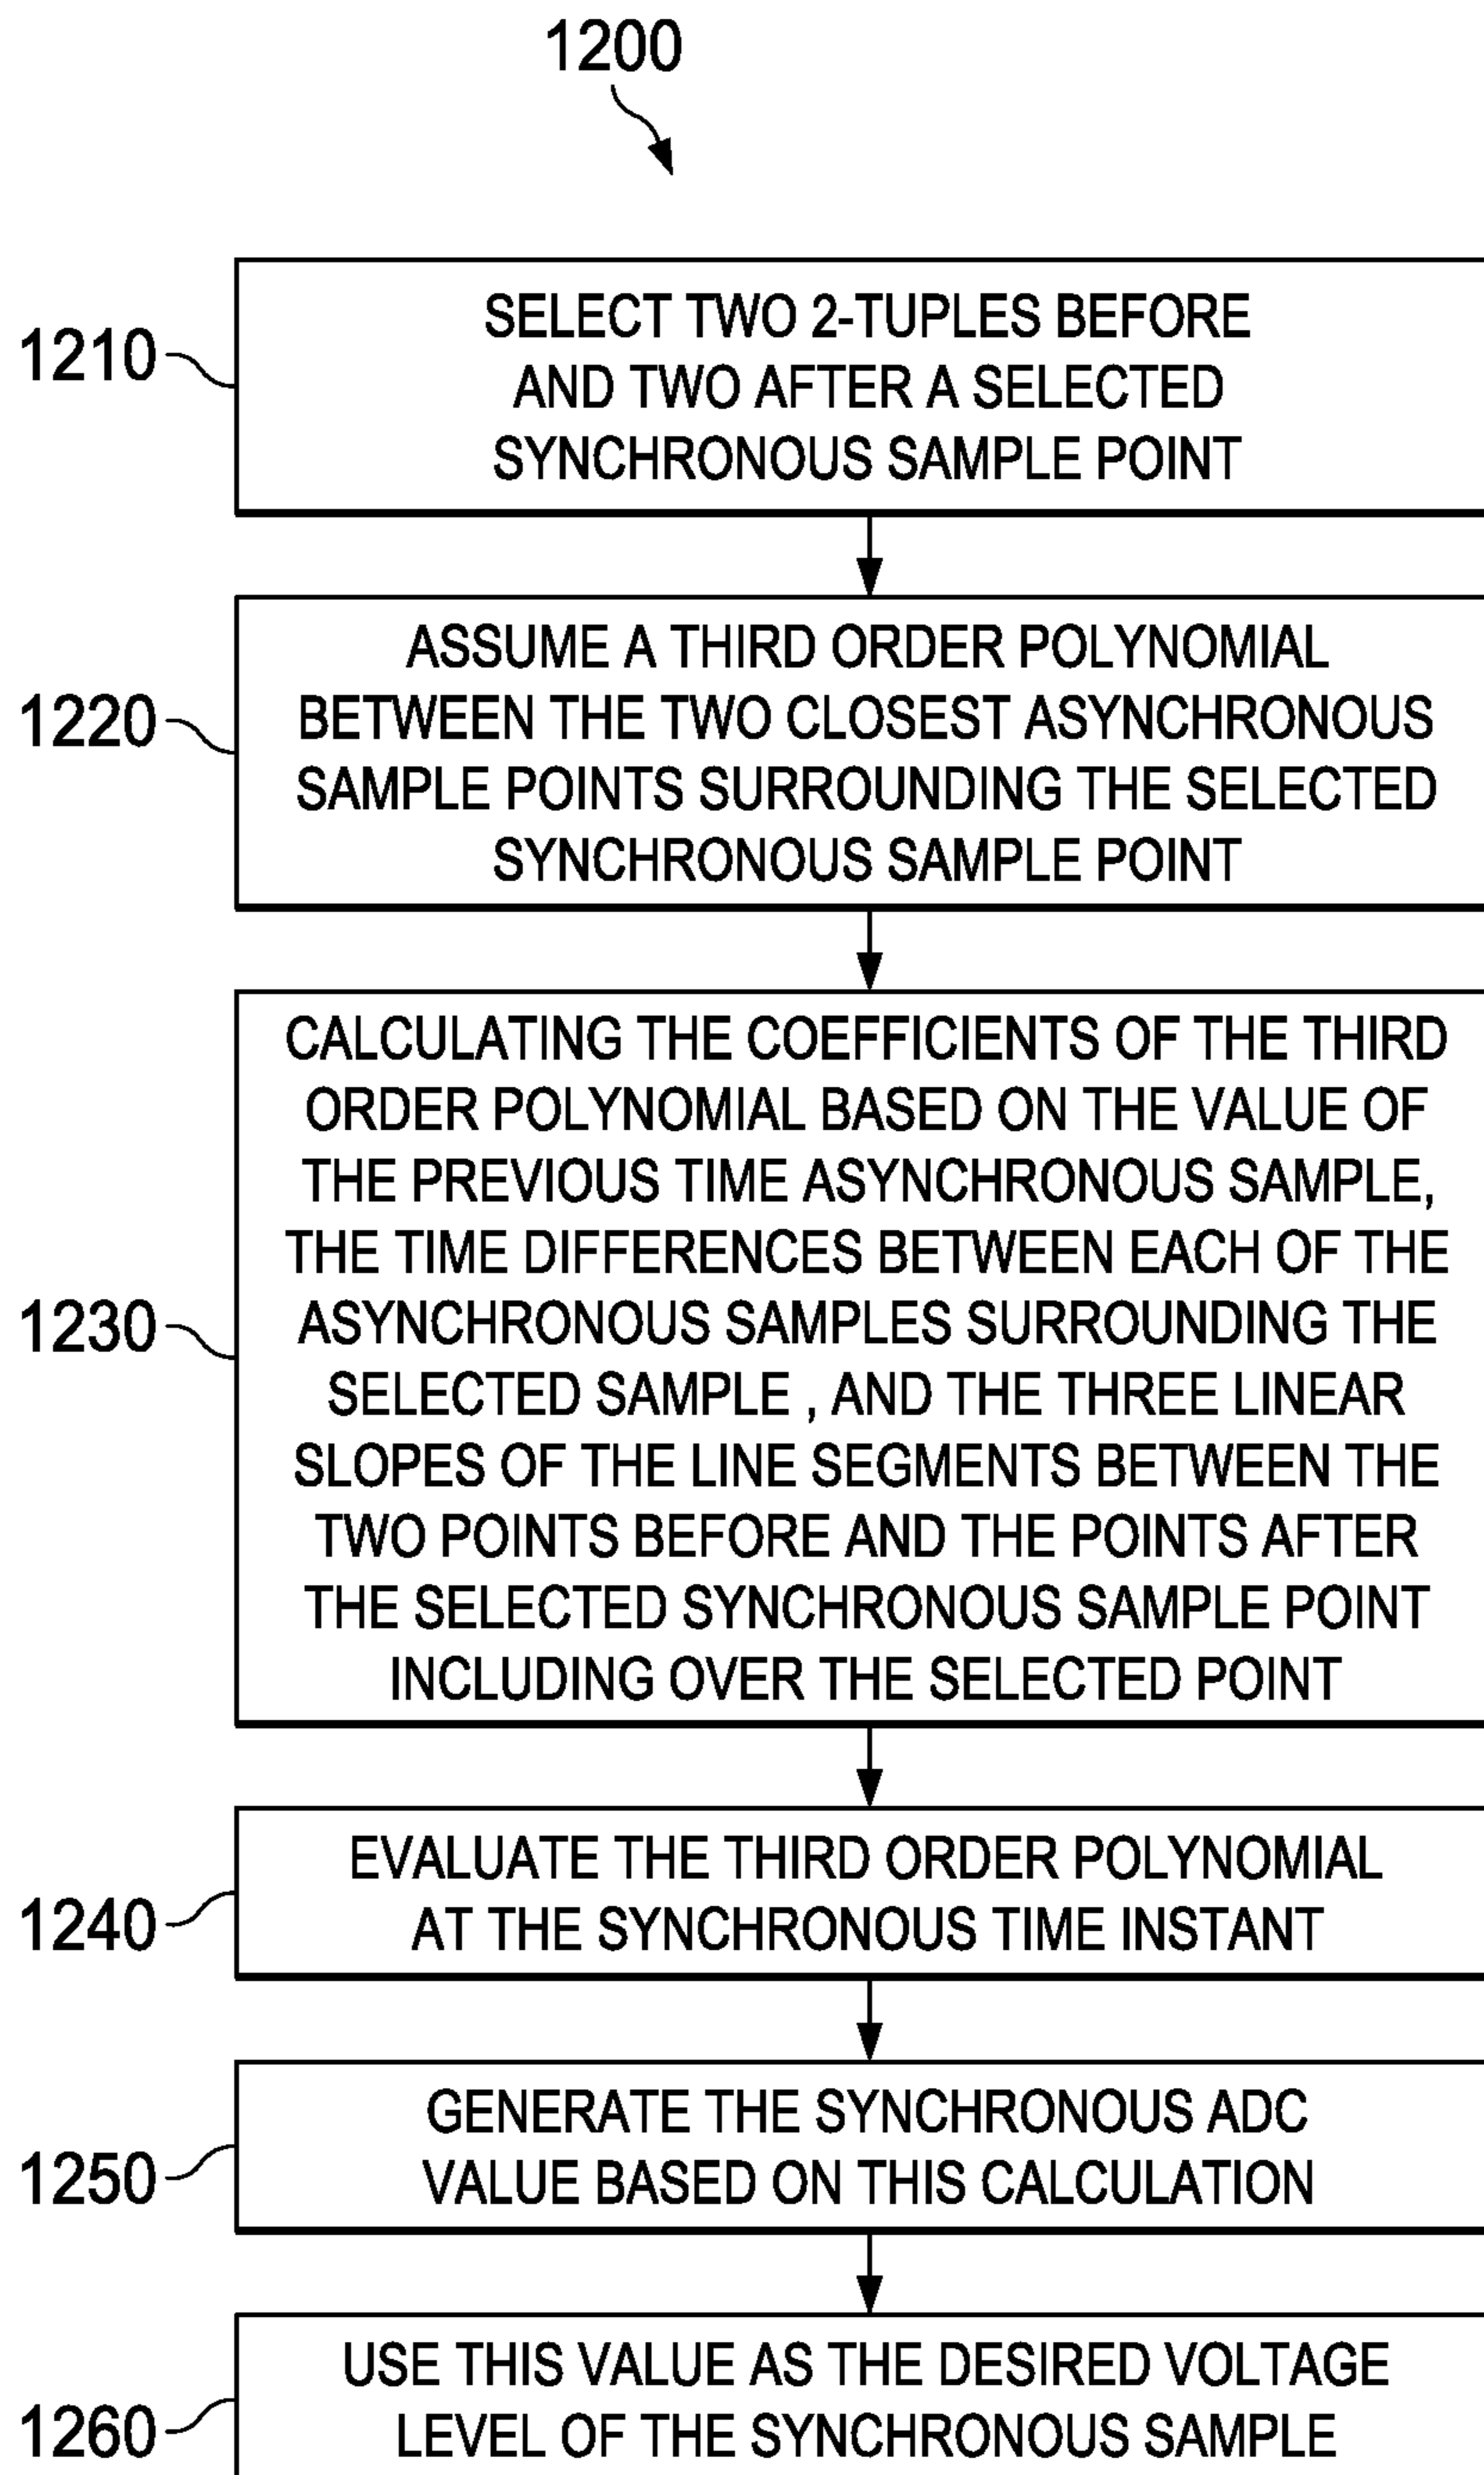 1200
1210
SELECT TWO 2-TUPLES BEFORE
AND TWO AFTER A SELECTED
SYNCHRONOUS SAMPLE POINT
1220
ASSUME A THIRD ORDER POLYNOMIAL
BETWEEN THE TWO CLOSEST ASYNCHRONOUS
SAMPLE POINTS SURROUNDING THE SELECTED
SYNCHRONOUS SAMPLE POINT
1230
CALCULATING THE COEFFICIENTS OF THE THIRD
ORDER POLYNOMIAL BASED ON THE VALUE OF
THE PREVIOUS TIME ASYNCHRONOUS SAMPLE,
THE TIME DIFFERENCES BETWEEN EACH OF THE
ASYNCHRONOUS SAMPLES SURROUNDING THE
SELECTED SAMPLE , AND THE THREE LINEAR
SLOPES OF THE LINE SEGMENTS BETWEEN THE
TWO POINTS BEFORE AND THE POINTS AFTER
THE SELECTED SYNCHRONOUS SAMPLE POINT
INCLUDING OVER THE SELECTED POINT
1240
EVALUATE THE THIRD ORDER POLYNOMIAL
AT THE SYNCHRONOUS TIME INSTANT
1250
GENERATE THE SYNCHRONOUS ADC
VALUE BASED ON THIS CALCULATION
1260
USE THIS VALUE AS THE DESIRED VOLTAGE
LEVEL OF THE SYNCHRONOUS SAMPLE